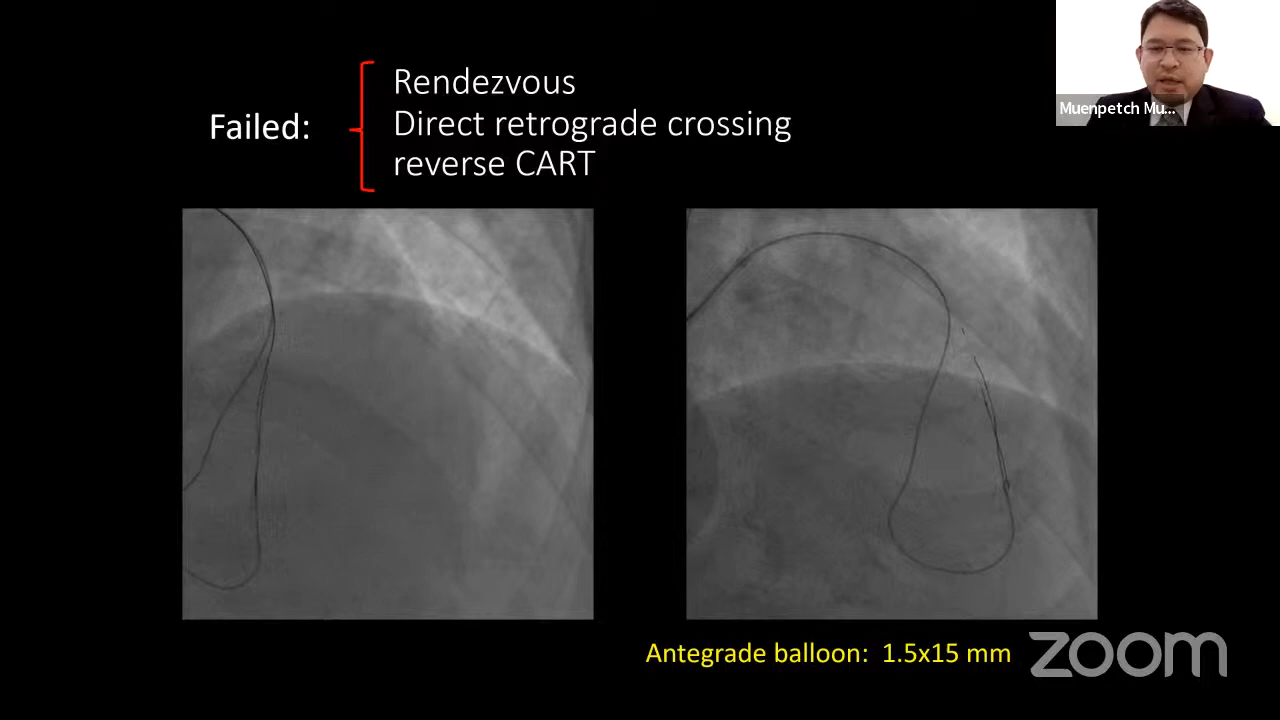 Rendezvous
Failed:
Direct retrograde crossing
reverse CART
Muenpetch Mu...
Antegrade balloon: 1.5x15 mm
zoom